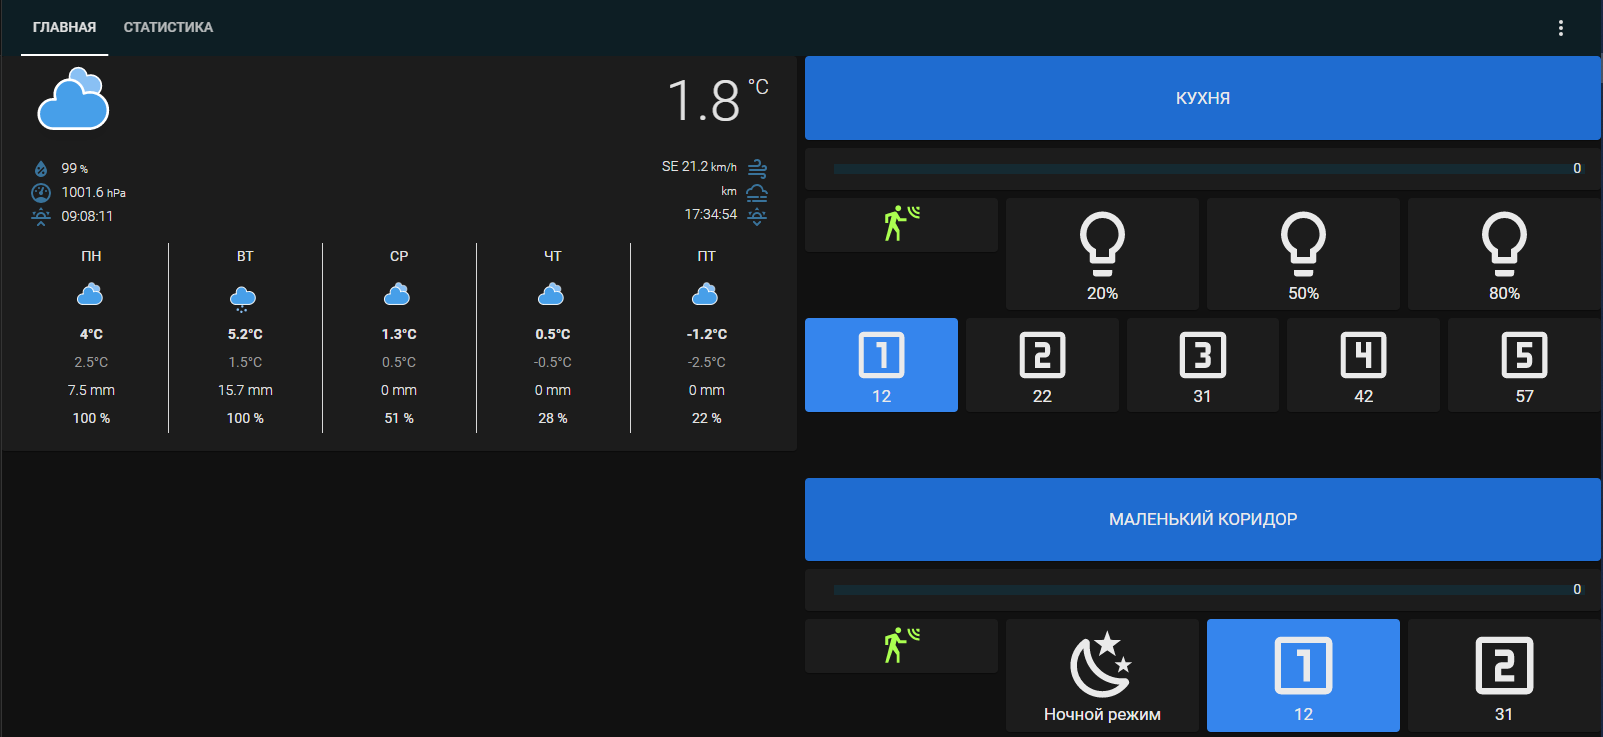 ГЛАВНАЯ СТАТИСТИКА
1.8 °C
99 %
1001.6 hPa
09:08:11
SE 21.2 km/h
km
17:34:54
ПН ВТ СР ЧТ ПТ
4°C 5.2°C 1.3°C 0.5°C -1.2°C
2.5°C 1.5°C 0.5°C -0.5°C -2.5°C
7.5 mm 15.7 mm 0 mm 0 mm 0 mm
100 % 100 % 51 % 28 % 22 %
КУХНЯ
0
20% 50% 80%
1 2 3 4 5
12 22 31 42 57
МАЛЕНЬКИЙ КОРИДОР
0
1 2
Ночной режим 12 31